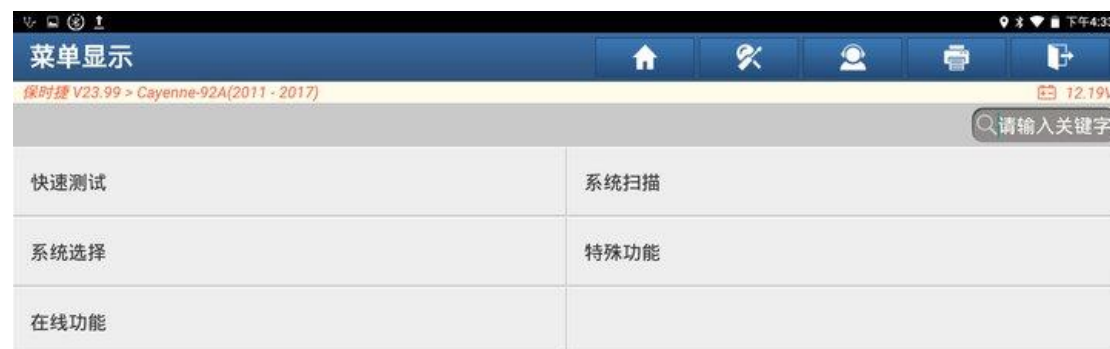 下午4:33
菜单显示
保时捷 V23.99 > Cayenne-92A(2011 - 2017)
12.19V
请输入关键字
快速测试
系统扫描
系统选择
特殊功能
在线功能